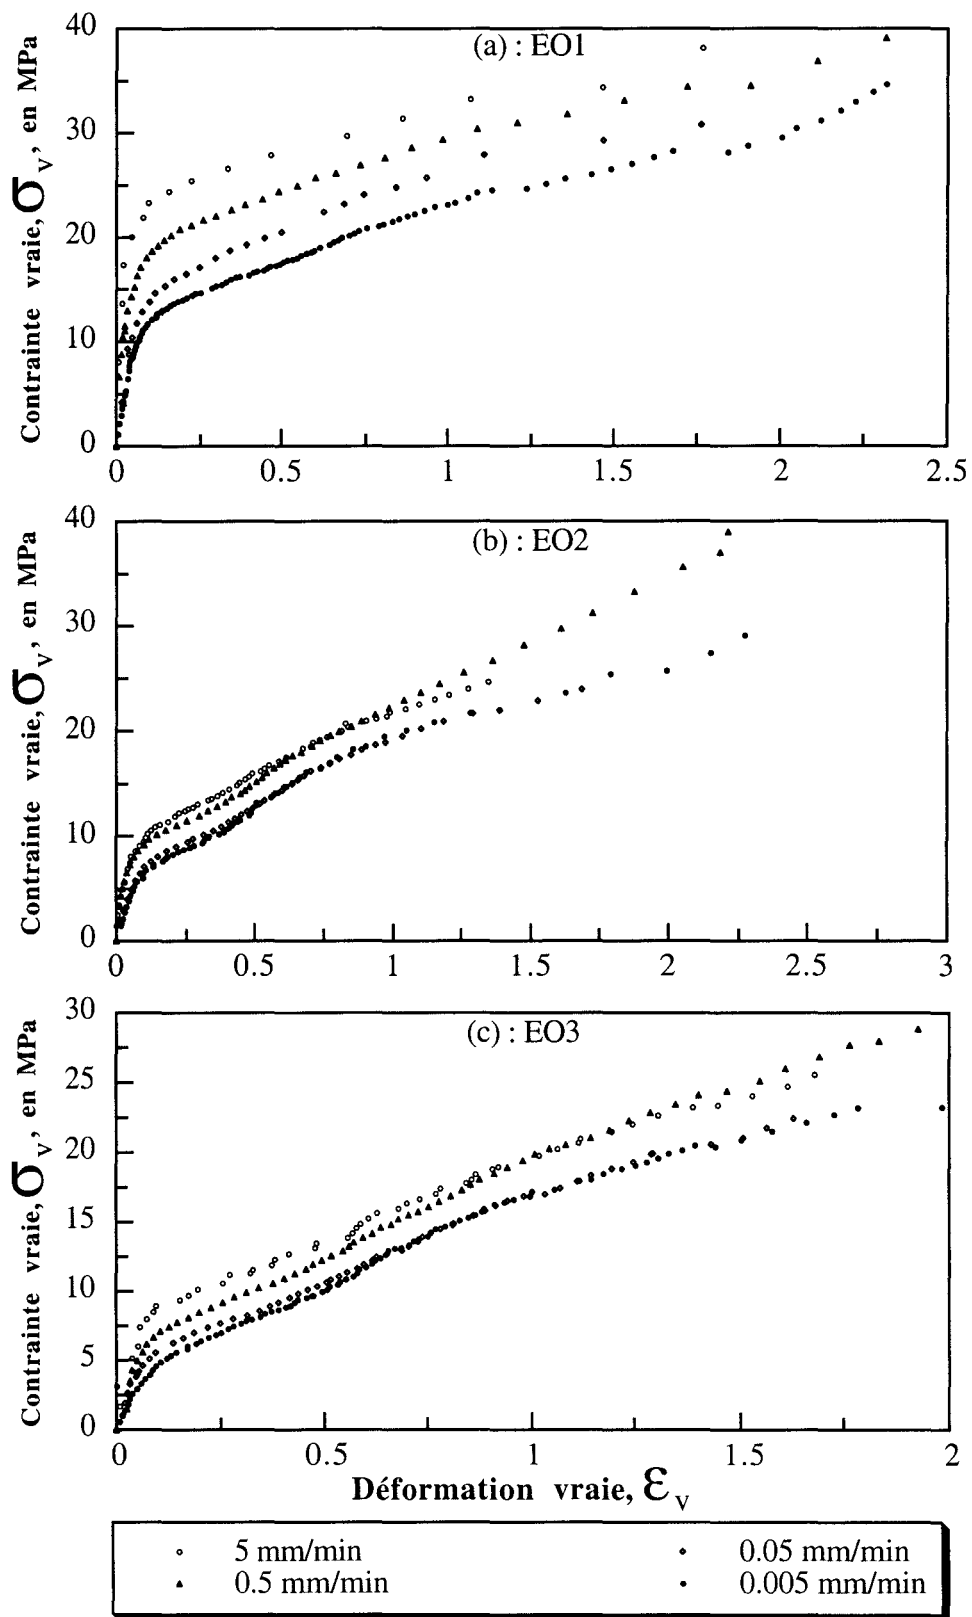 40
30
20
10
0
Contrainte vraie, σv, en MPa
(a) : EO1
0 0.5 1 1.5 2 2.5
40
30
20
10
0
Contrainte vraie, σv, en MPa
(b) : EO2
0 0.5 1 1.5 2 2.5 3
30
25
20
15
10
5
0
Contrainte vraie, σv, en MPa
(c) : EO3
0 0.5 1 1.5 2
Déformation vraie, εv
5 mm/min 0.05 mm/min
0.5 mm/min 0.005 mm/min